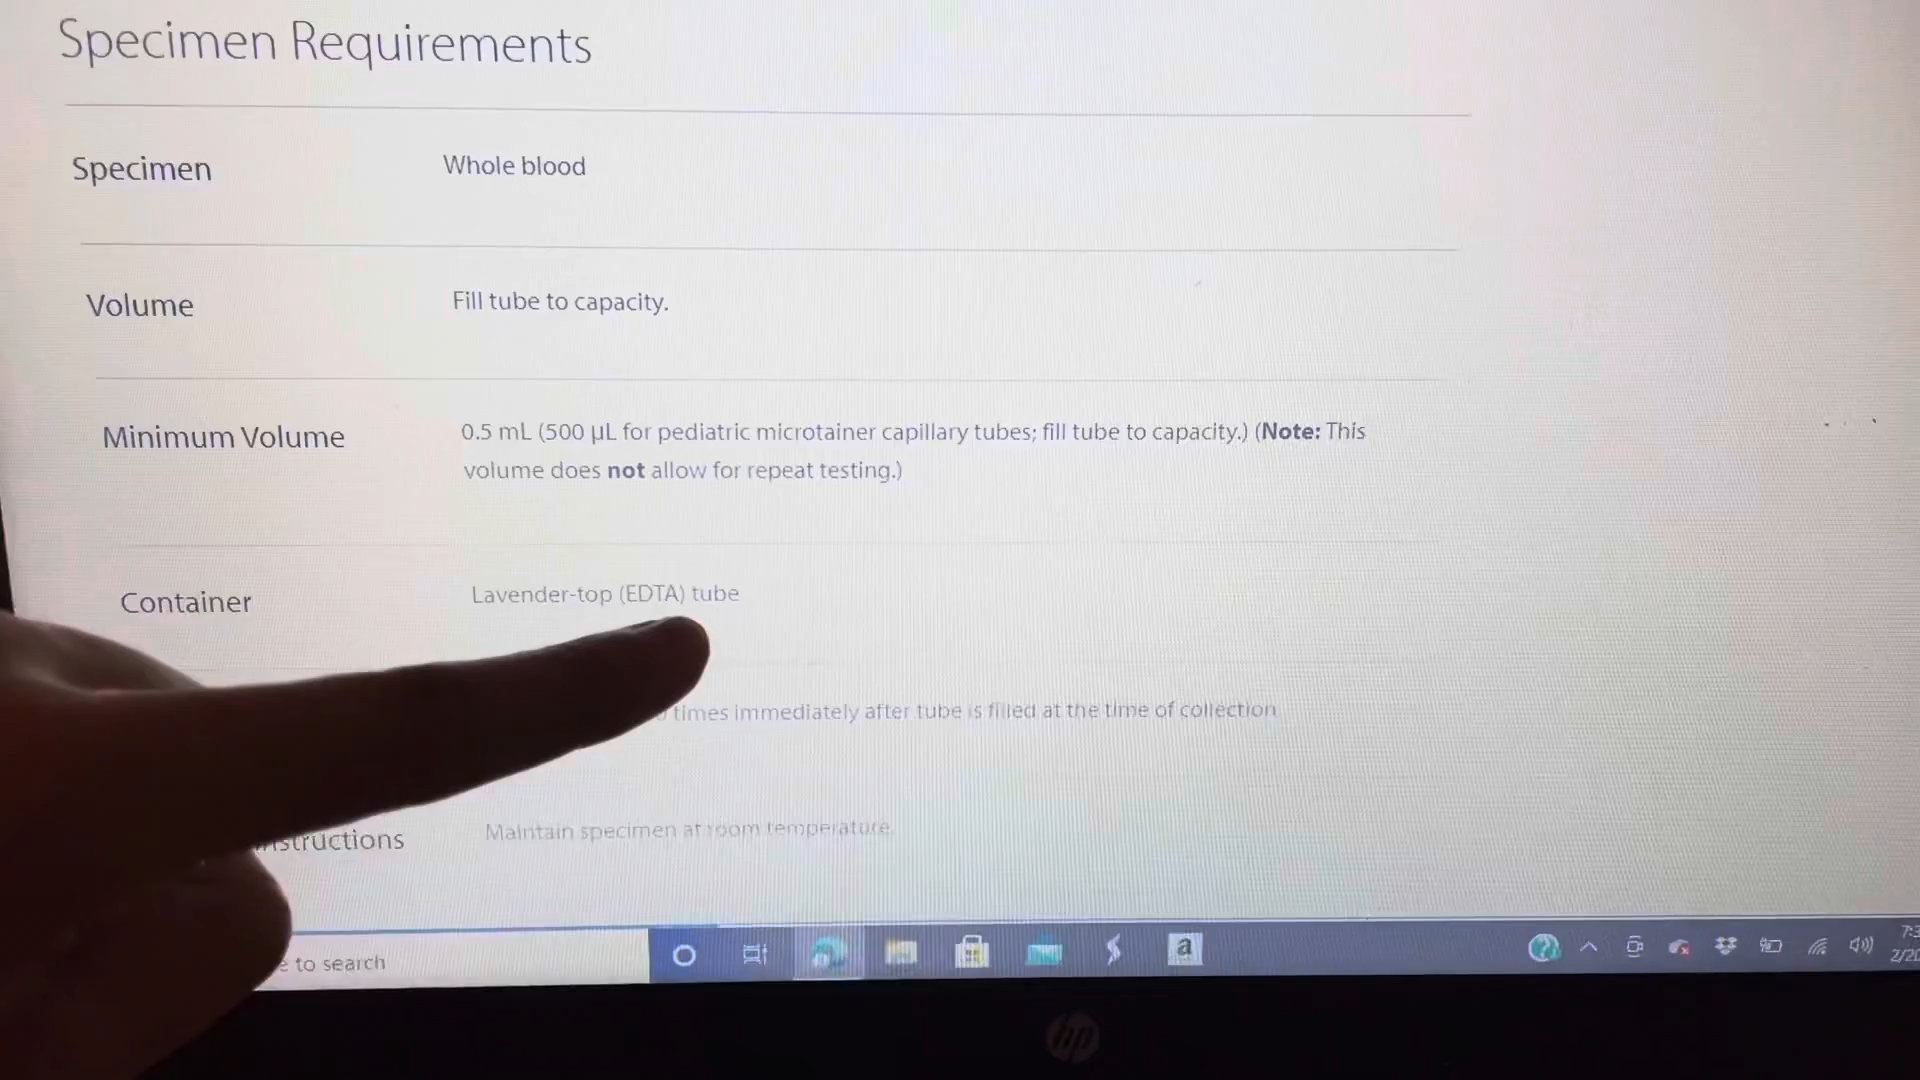 Specimen Requirements
Specimen Whole blood
Volume Fill tube to capacity.
Minimum Volume 0.5 mL (500 µL for pediatric microtainer capillary tubes; fill tube to capacity.) (Note: This
volume does not allow for repeat testing.)
Container Lavender-top (EDTA) tube
times immediately after tube is filled at the time of collection
Maintain specimen at room temperature
to search
a
hp